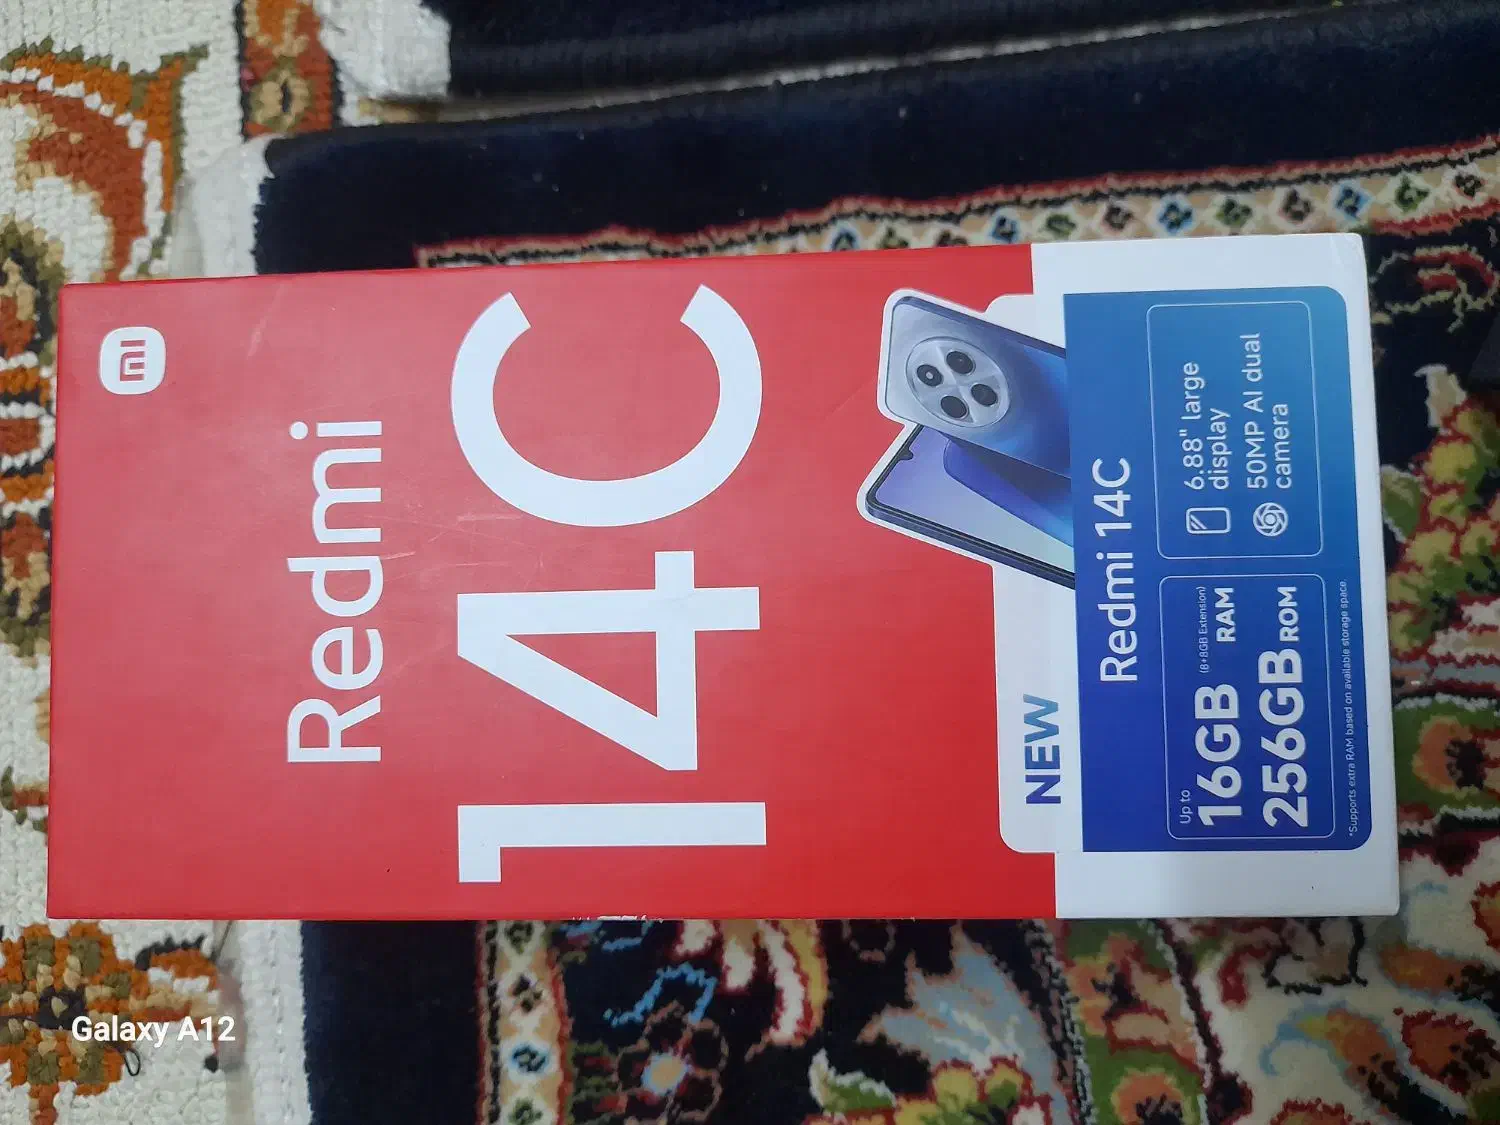 mi
Redmi
14C
NEW
Redmi 14C
Up to
16GB (8+8GB Extension) RAM
256GB ROM
6.88" large
display
50MP AI dual
camera
*Supports extra RAM based on available storage space.
Galaxy A12